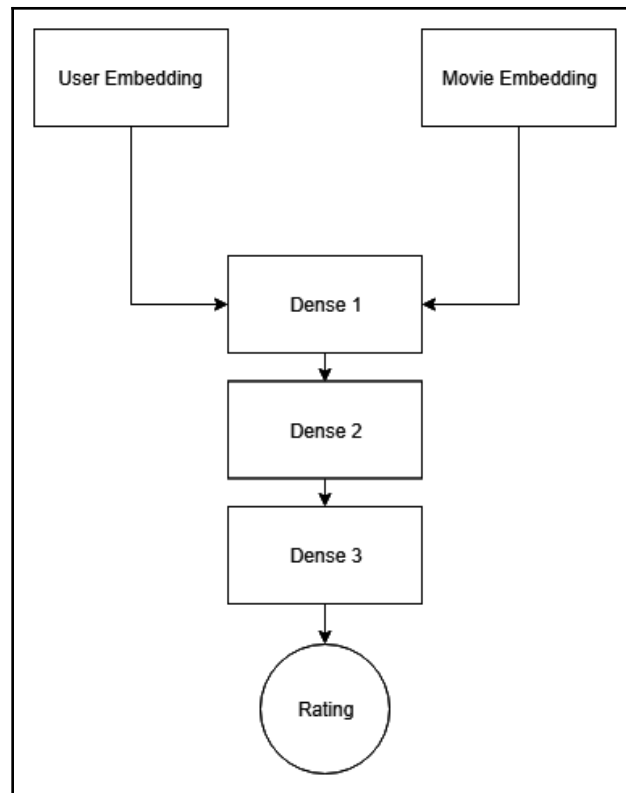 User Embedding
Movie Embedding
Dense 1
Dense 2
Dense 3
Rating